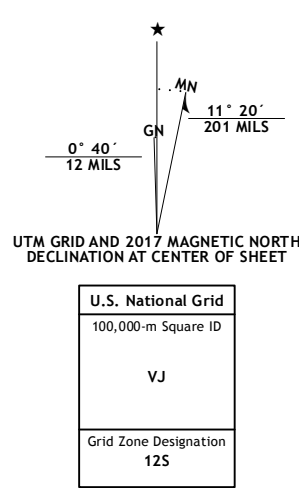 MN
GN
11° 20´
201 MILS
0° 40´
12 MILS
UTM GRID AND 2017 MAGNETIC NORTH
DECLINATION AT CENTER OF SHEET
U.S. National Grid
100,000-m Square ID
VJ
Grid Zone Designation
12S